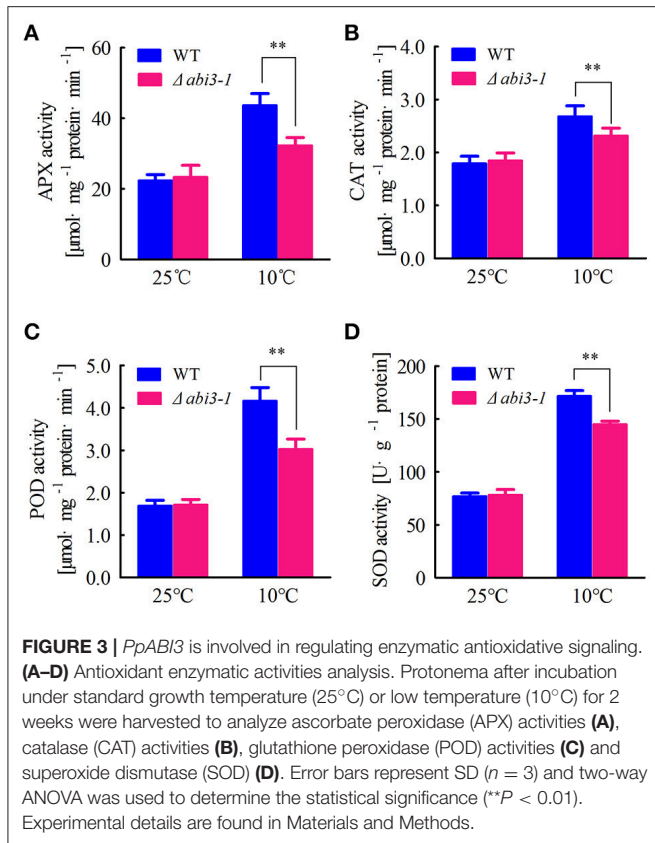 A
60
40
20
0
APX activity
[μmol· mg ⁻¹ protein· min ⁻¹]
WT
Δ abi3-1
**
25℃
10℃
B
4.0
3.0
2.0
1.0
0.0
CAT activity
[μmol· mg ⁻¹ protein· min ⁻¹]
WT
Δ abi3-1
**
25℃
10℃
C
5.0
4.0
3.0
2.0
1.0
0.0
POD activity
[μmol· mg ⁻¹ protein· min ⁻¹]
WT
Δ abi3-1
**
25℃
10℃
D
200
150
100
50
0
SOD activity [U· g ⁻¹ protein]
WT
Δ abi3-1
**
25℃
10℃
FIGURE 3 | PpABI3 is involved in regulating enzymatic antioxidative signaling.
(A–D) Antioxidant enzymatic activities analysis. Protonema after incubation
under standard growth temperature (25°C) or low temperature (10°C) for 2
weeks were harvested to analyze ascorbate peroxidase (APX) activities (A),
catalase (CAT) activities (B), glutathione peroxidase (POD) activities (C) and
superoxide dismutase (SOD) (D). Error bars represent SD (n = 3) and two-way
ANOVA was used to determine the statistical significance (**P < 0.01).
Experimental details are found in Materials and Methods.